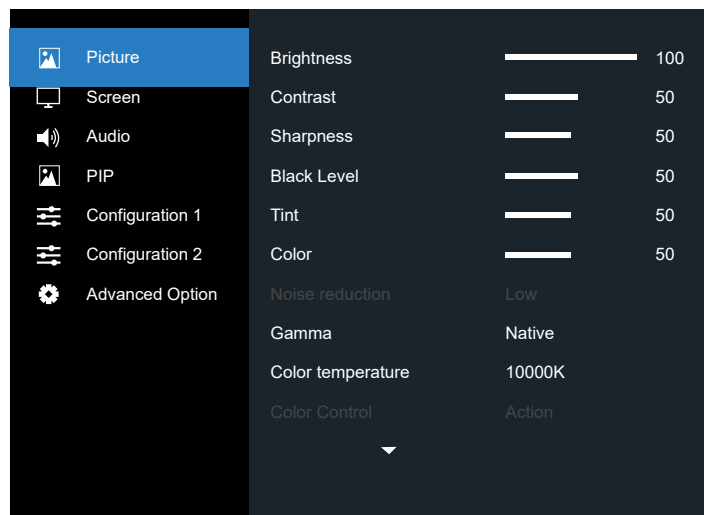 Picture
Screen
Audio
PIP
Configuration 1
Configuration 2
Advanced Option
Brightness 100
Contrast 50
Sharpness 50
Black Level 50
Tint 50
Color 50
Noise reduction Low
Gamma Native
Color temperature 10000K
Color Control Action